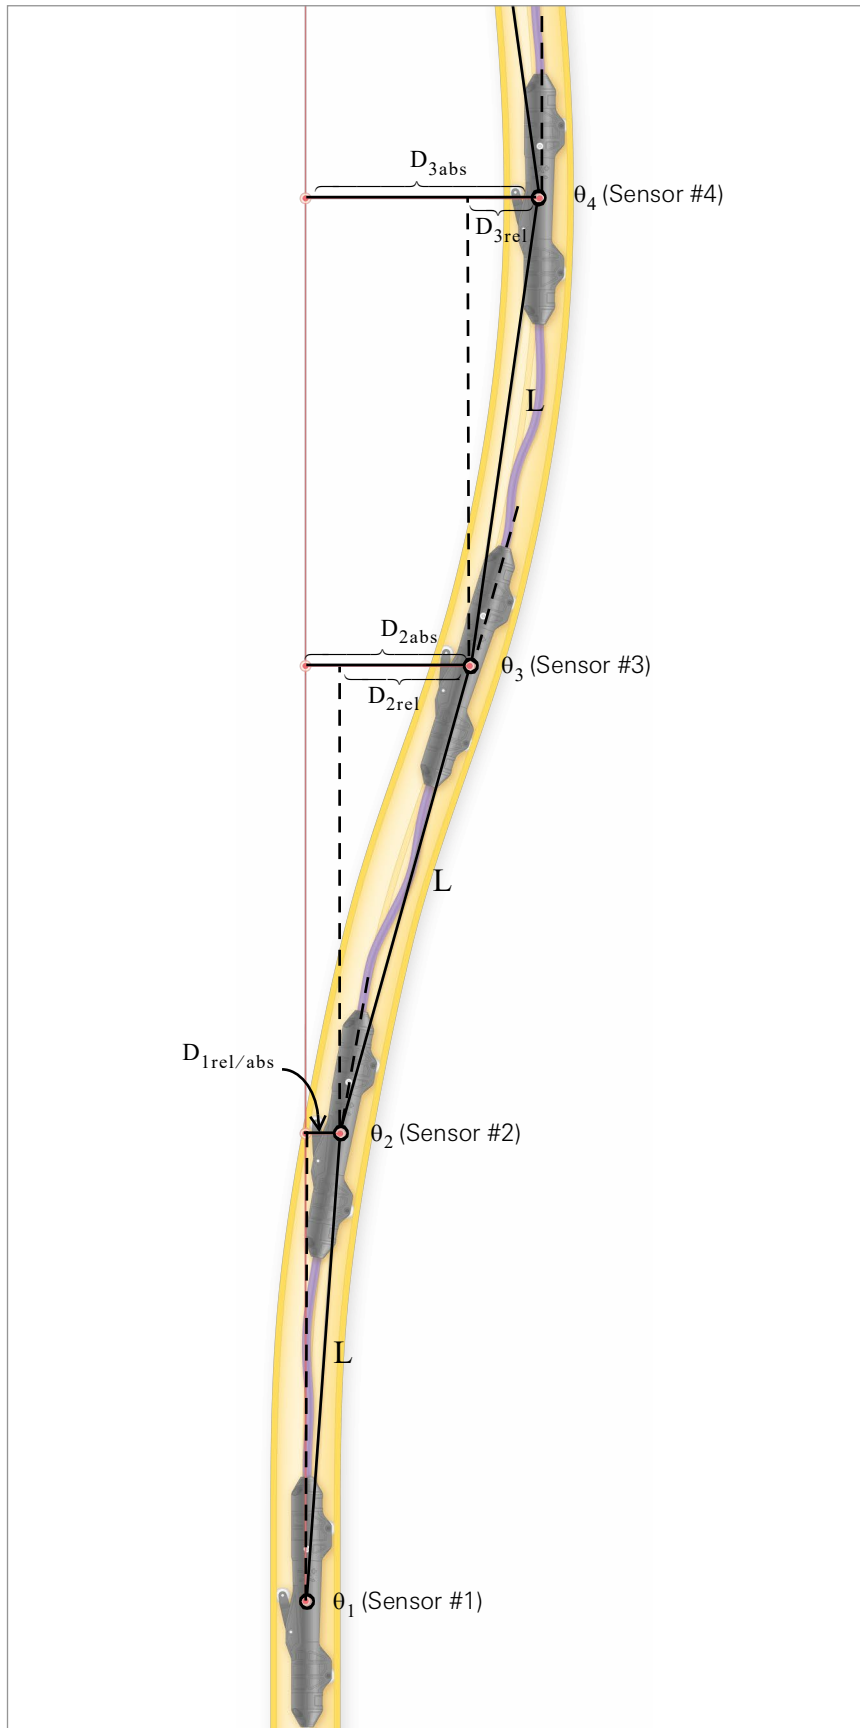 D3abs
θ4 (Sensor #4)
D3rel
L
D2abs
θ3 (Sensor #3)
D2rel
L
D1rel/abs
θ2 (Sensor #2)
L
θ1 (Sensor #1)